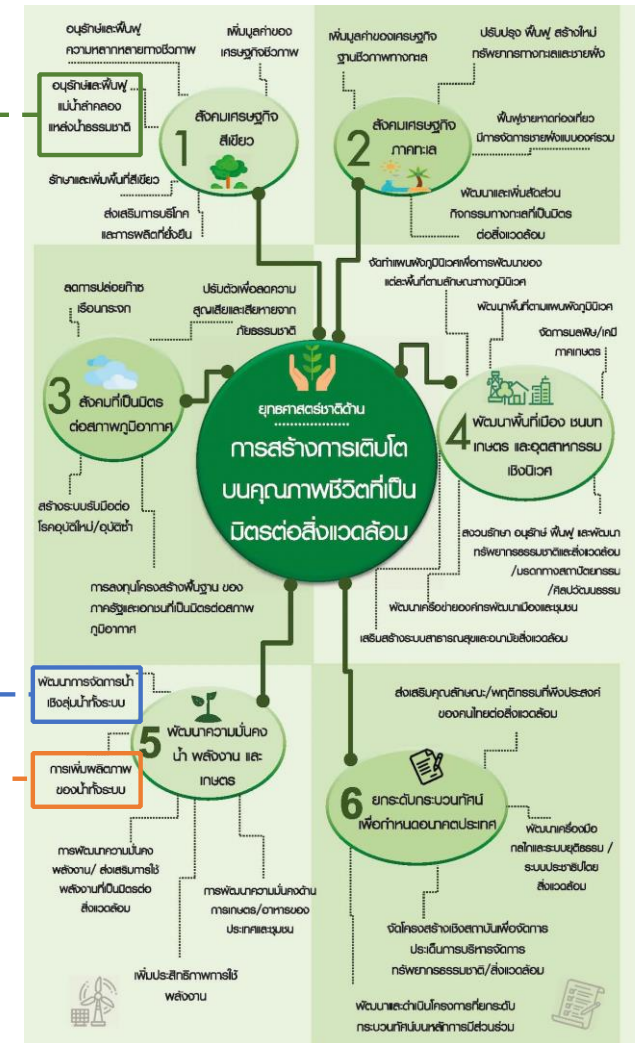 อนุรักษ์และฟื้นฟู
ความหลากหลายทางชีวภาพ
เพิ่มมูลค่าของ
เศรษฐกิจชีวภาพ
อนุรักษ์และฟื้นฟู
แม่น้ำลำคลอง
แหล่งน้ำธรรมชาติ
1
สังคมเศรษฐกิจ
สีเขียว
รักษาและเพิ่มพื้นที่สีเขียว
ส่งเสริมการบริโภค
และการผลิตที่ยั่งยืน
เพิ่มมูลค่าของเศรษฐกิจ
ฐานชีวภาพทางทะเล
ปรับปรุง ฟื้นฟู สร้างใหม่
ทรัพยากรทางทะเลและชายฝั่ง
2
สังคมเศรษฐกิจ
ภาคทะเล
ฟื้นฟูชายหาดท่องเที่ยว
มีการจัดการชายฝั่งแบบองค์รวม
พัฒนาและเพิ่มสัดส่วน
กิจกรรมทางทะเลที่เป็นมิตร
ต่อสิ่งแวดล้อม
ลดการปล่อยก๊าซ
เรือนกระจก
ปรับตัวเพื่อลดความ
สูญเสียและเสียหายจาก
ภัยธรรมชาติ
3
สังคมที่เป็นมิตร
ต่อสภาพภูมิอากาศ
สร้างระบบรับมือต่อ
โรคอุบัติใหม่/อุบัติซ้ำ
การลงทุนโครงสร้างพื้นฐาน ของ
ภาครัฐและเอกชนที่เป็นมิตรต่อสภาพ
ภูมิอากาศ
ยุทธศาสตร์ชาติด้าน
การสร้างการเติบโต
บนคุณภาพชีวิตที่เป็น
มิตรต่อสิ่งแวดล้อม
จัดทำแผนผังภูมินิเวศเพื่อการพัฒนาของ
แต่ละพื้นที่ตามลักษณะทางภูมินิเวศ
พัฒนาพื้นที่ตามแผนผังภูมินิเวศ
จัดการมลพิษ/เคมี
ภาคเกษตร
4
พัฒนาพื้นที่เมือง ชนบท
เกษตร และอุตสาหกรรม
เชิงนิเวศ
สงวนรักษา อนุรักษ์ ฟื้นฟู และพัฒนา
ทรัพยากรธรรมชาติและสิ่งแวดล้อม
/มรดกทางสถาปัตยกรรม
/ศิลปวัฒนธรรม
พัฒนาเครือข่ายองค์กรพัฒนาเมืองและชุมชน
เสริมสร้างระบบสาธารณสุขและอนามัยสิ่งแวดล้อม
พัฒนาการจัดการน้ำ
เชิงลุ่มน้ำทั้งระบบ
5
พัฒนาความมั่นคง
น้ำ พลังงาน และ
เกษตร
การเพิ่มผลิตภาพ
ของน้ำทั้งระบบ
การพัฒนาความมั่นคง
พลังงาน/ ส่งเสริมการใช้
พลังงานที่เป็นมิตรต่อ
สิ่งแวดล้อม
การพัฒนาความมั่นคงด้าน
การเกษตร/อาหารของ
ประเทศและชุมชน
เพิ่มประสิทธิภาพการใช้
พลังงาน
ส่งเสริมคุณลักษณะ/พฤติกรรมที่พึงประสงค์
ของคนไทยต่อสิ่งแวดล้อม
6
ยกระดับกระบวนทัศน์
เพื่อกำหนดอนาคตประเทศ
พัฒนาเครื่องมือ
กลไกและระบบยุติธรรม /
ระบบประชาธิปไตย
สิ่งแวดล้อม
จัดโครงสร้างเชิงสถาบันเพื่อจัดการ
ประเด็นการบริหารจัดการ
ทรัพยากรธรรมชาติ/สิ่งแวดล้อม
พัฒนาและดำเนินโครงการที่ยกระดับ
กระบวนทัศน์บนหลักการมีส่วนร่วม